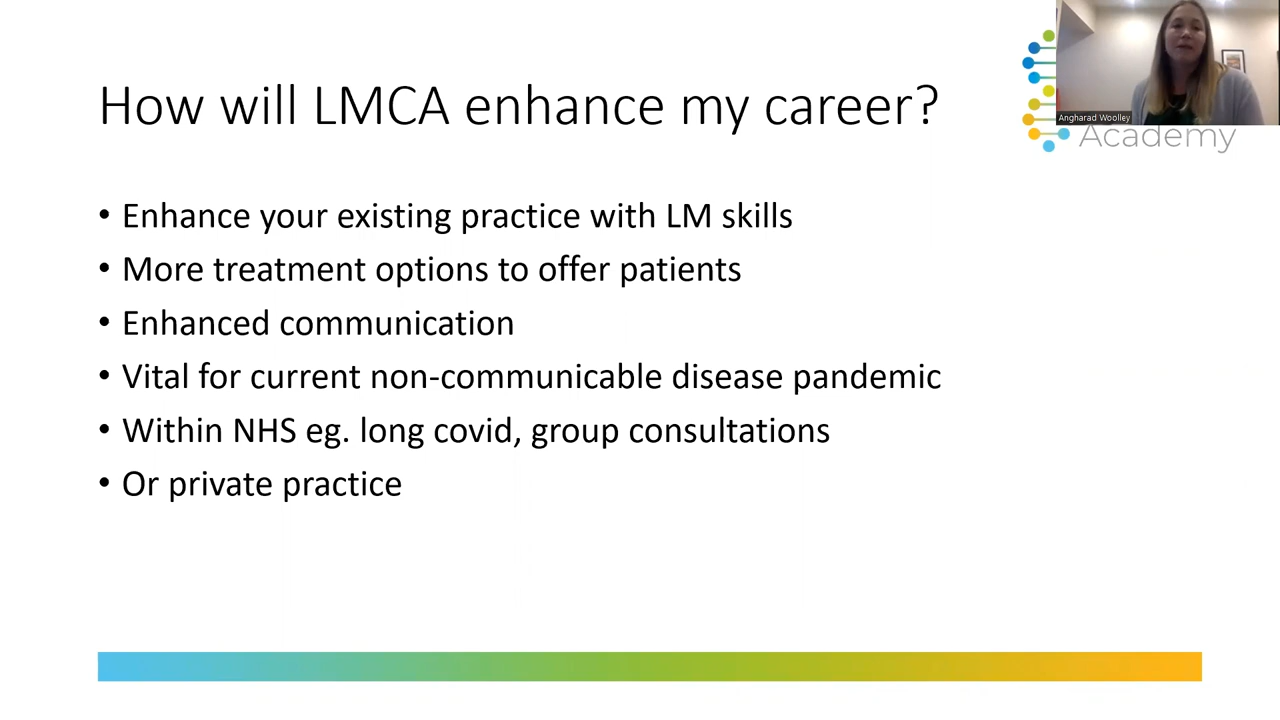 How will LMCA enhance my career?
Angharad Woolley
Academy
• Enhance your existing practice with LM skills
• More treatment options to offer patients
• Enhanced communication
• Vital for current non-communicable disease pandemic
• Within NHS eg. long covid, group consultations
• Or private practice